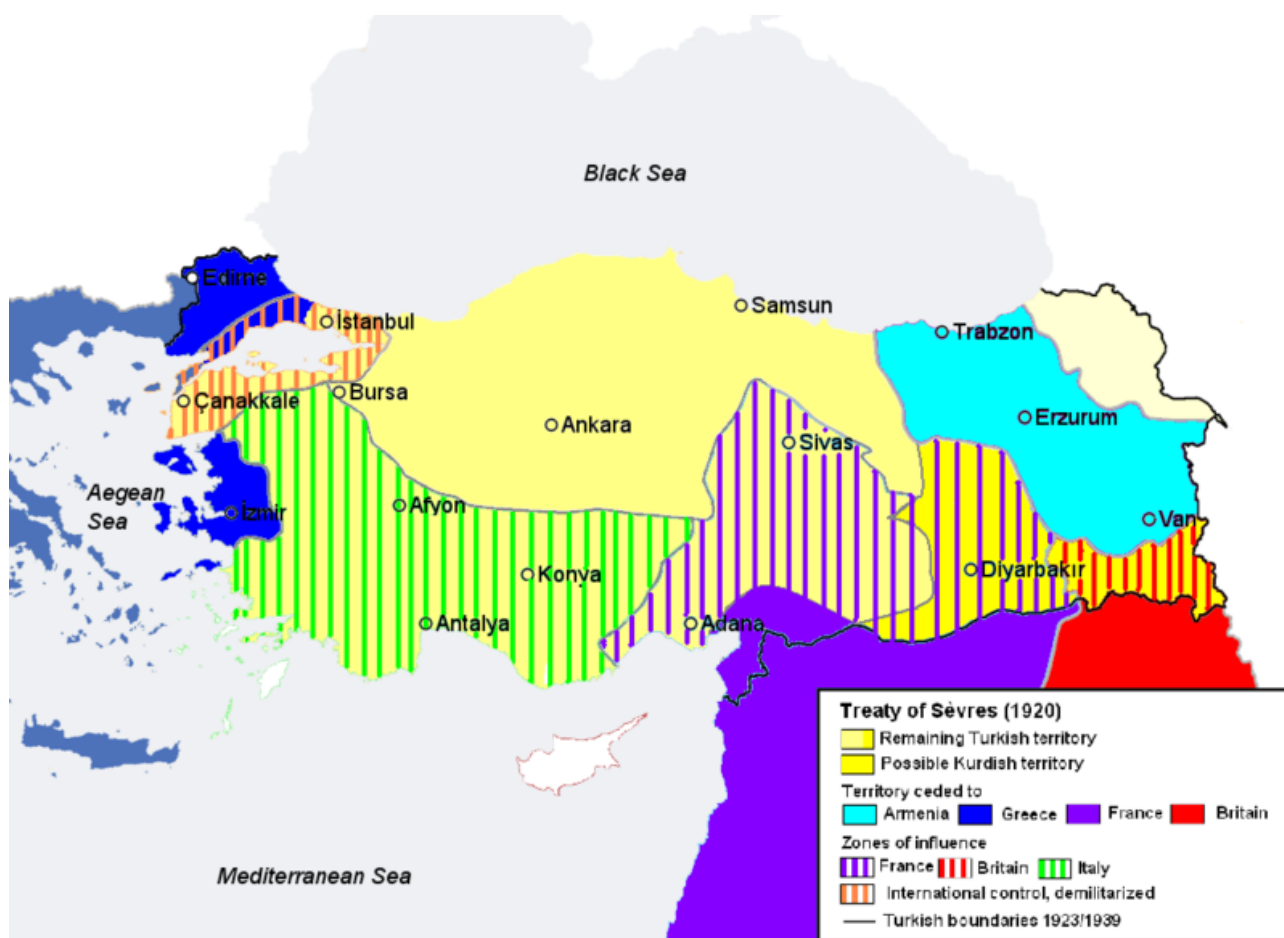 Black Sea
Edirne
İstanbul
Samsun
Trabzon
Bursa
Çanakkale
Ankara
Erzurum
Sivas
Aegean
Sea
İzmir
Afyon
Van
Konya
Diyarbakır
Antalya
Adana
Mediterranean Sea
Treaty of Sèvres (1920)
Remaining Turkish territory
Possible Kurdish territory
Territory ceded to
Armenia Greece France Britain
Zones of influence
France Britain Italy
International control, demilitarized
Turkish boundaries 1923/1939